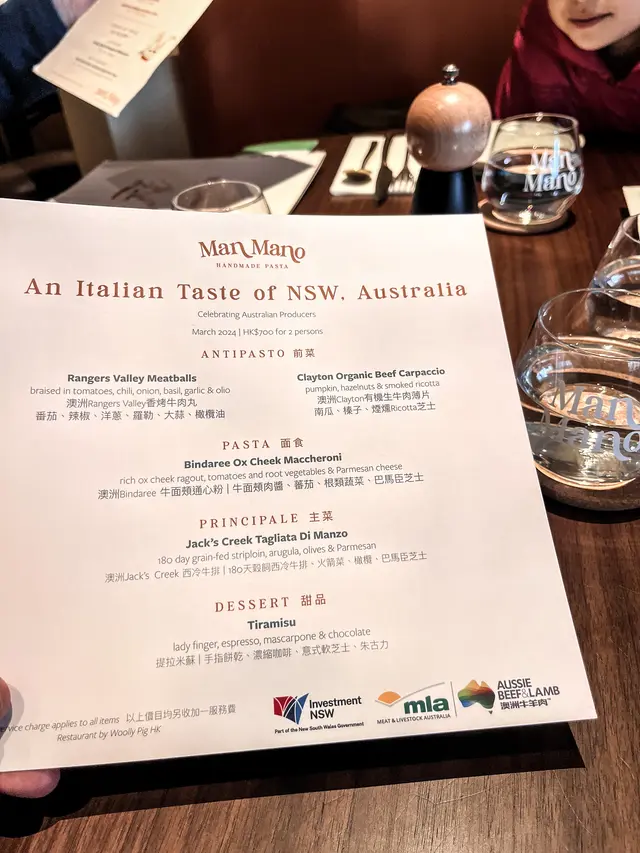 Man Mano
HANDMADE PASTA
An Italian Taste of NSW, Australia
Celebrating Australian Producers
March 2024 | HK$700 for 2 persons
ANTIPASTO 前菜
Rangers Valley Meatballs
braised in tomatoes, chili, onion, basil, garlic & olio
澳洲Rangers Valley香烤牛肉丸
番茄、辣椒、洋蔥、羅勒、大蒜、橄欖油
Clayton Organic Beef Carpaccio
pumpkin, hazelnuts & smoked ricotta
澳洲Clayton有機生牛肉薄片
南瓜、榛子、煙燻Ricotta芝士
PASTA 面食
Bindaree Ox Cheek Maccheroni
rich ox cheek ragout, tomatoes and root vegetables & Parmesan cheese
澳洲Bindaree 牛面頰通心粉 | 牛面頰肉醬、蕃茄、根類蔬菜、巴馬臣芝士
PRINCIPALE 主菜
Jack's Creek Tagliata Di Manzo
180 day grain-fed striploin, arugula, olives & Parmesan
澳洲Jack's Creek 西冷牛排 | 180天穀飼西冷牛排、火箭菜、橄欖、巴馬臣芝士
DESSERT 甜品
Tiramisu
lady finger, espresso, mascarpone & chocolate
提拉米蘇 | 手指餅乾、濃縮咖啡、意式軟芝士、朱古力
service charge applies to all items 以上價目均另收加一服務費
Restaurant by Woolly Pig HK
Investment
NSW
Part of the New South Wales Government
mla
MEAT & LIVESTOCK AUSTRALIA
AUSSIE
BEEF&LAMB
澳洲牛羊肉
Man
Mano
Man
Mano